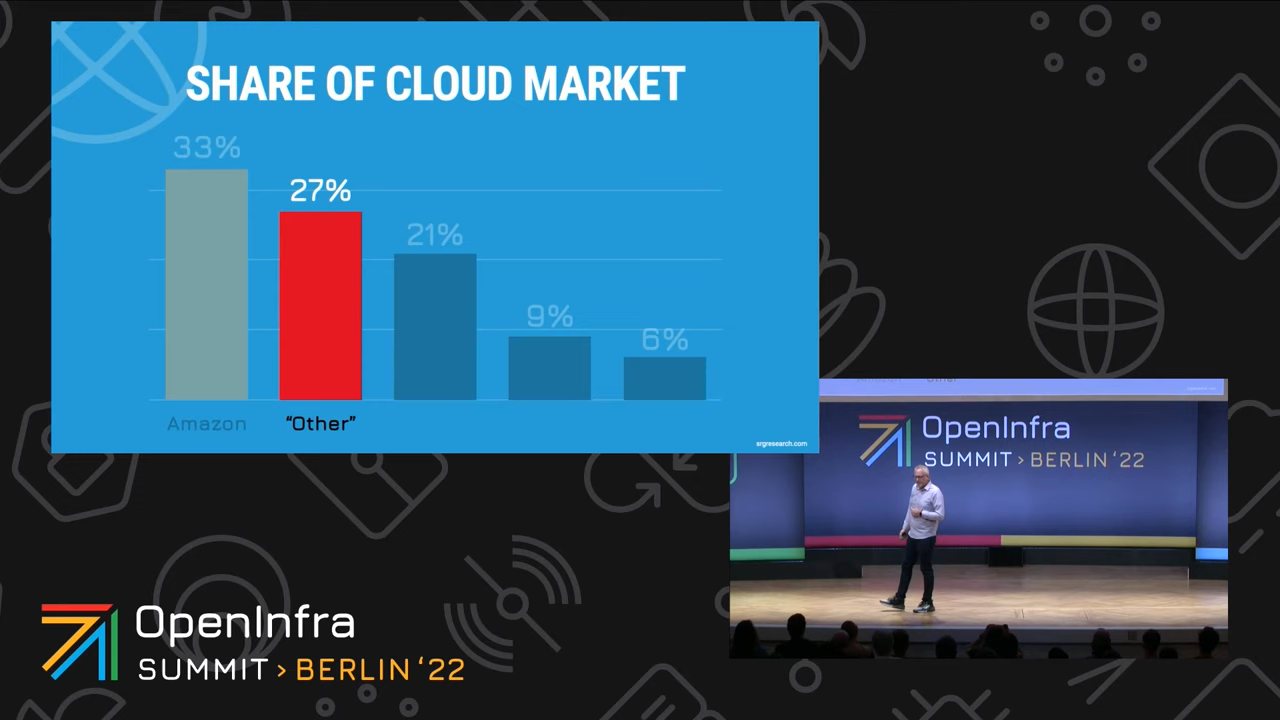 SHARE OF CLOUD MARKET
33%
27%
21%
9%
6%
Amazon
“Other”
srgresearch.com
OpenInfra
SUMMIT > BERLIN ‘22
OpenInfra
SUMMIT > BERLIN ‘22